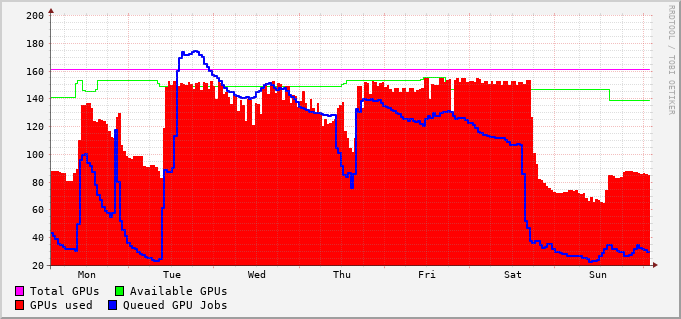 200
180
160
140
120
100
80
60
40
20
Mon Tue Wed Thu Fri Sat Sun
RRDTOOL / TOBI OETIKER
Total GPUs Available GPUs
GPUs used Queued GPU Jobs